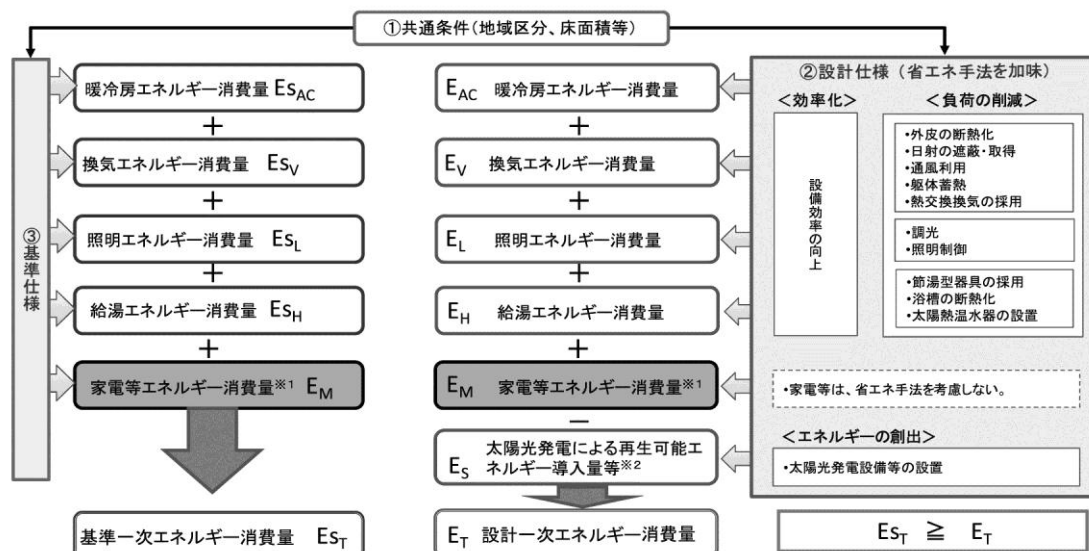 ①共通条件(地域区分、床面積等)
③基準仕様
暖冷房エネルギー消費量 EsAC
+
換気エネルギー消費量 EsV
+
照明エネルギー消費量 EsL
+
給湯エネルギー消費量 EsH
+
家電等エネルギー消費量※1 EM
基準一次エネルギー消費量 EsT
EAC 暖冷房エネルギー消費量
+
EV 換気エネルギー消費量
+
EL 照明エネルギー消費量
+
EH 給湯エネルギー消費量
+
EM 家電等エネルギー消費量※1
−
ES 太陽光発電による再生可能エ
ネルギー導入量等※2
ET 設計一次エネルギー消費量
②設計仕様(省エネ手法を加味)
<効率化>
設備効率の向上
<負荷の削減>
・外皮の断熱化
・日射の遮蔽・取得
・通風利用
・躯体蓄熱
・熱交換換気の採用
・調光
・照明制御
・節湯型器具の採用
・浴槽の断熱化
・太陽熱温水器の設置
・家電等は、省エネ手法を考慮しない。
<エネルギーの創出>
・太陽光発電設備等の設置
EsT ≧ ET